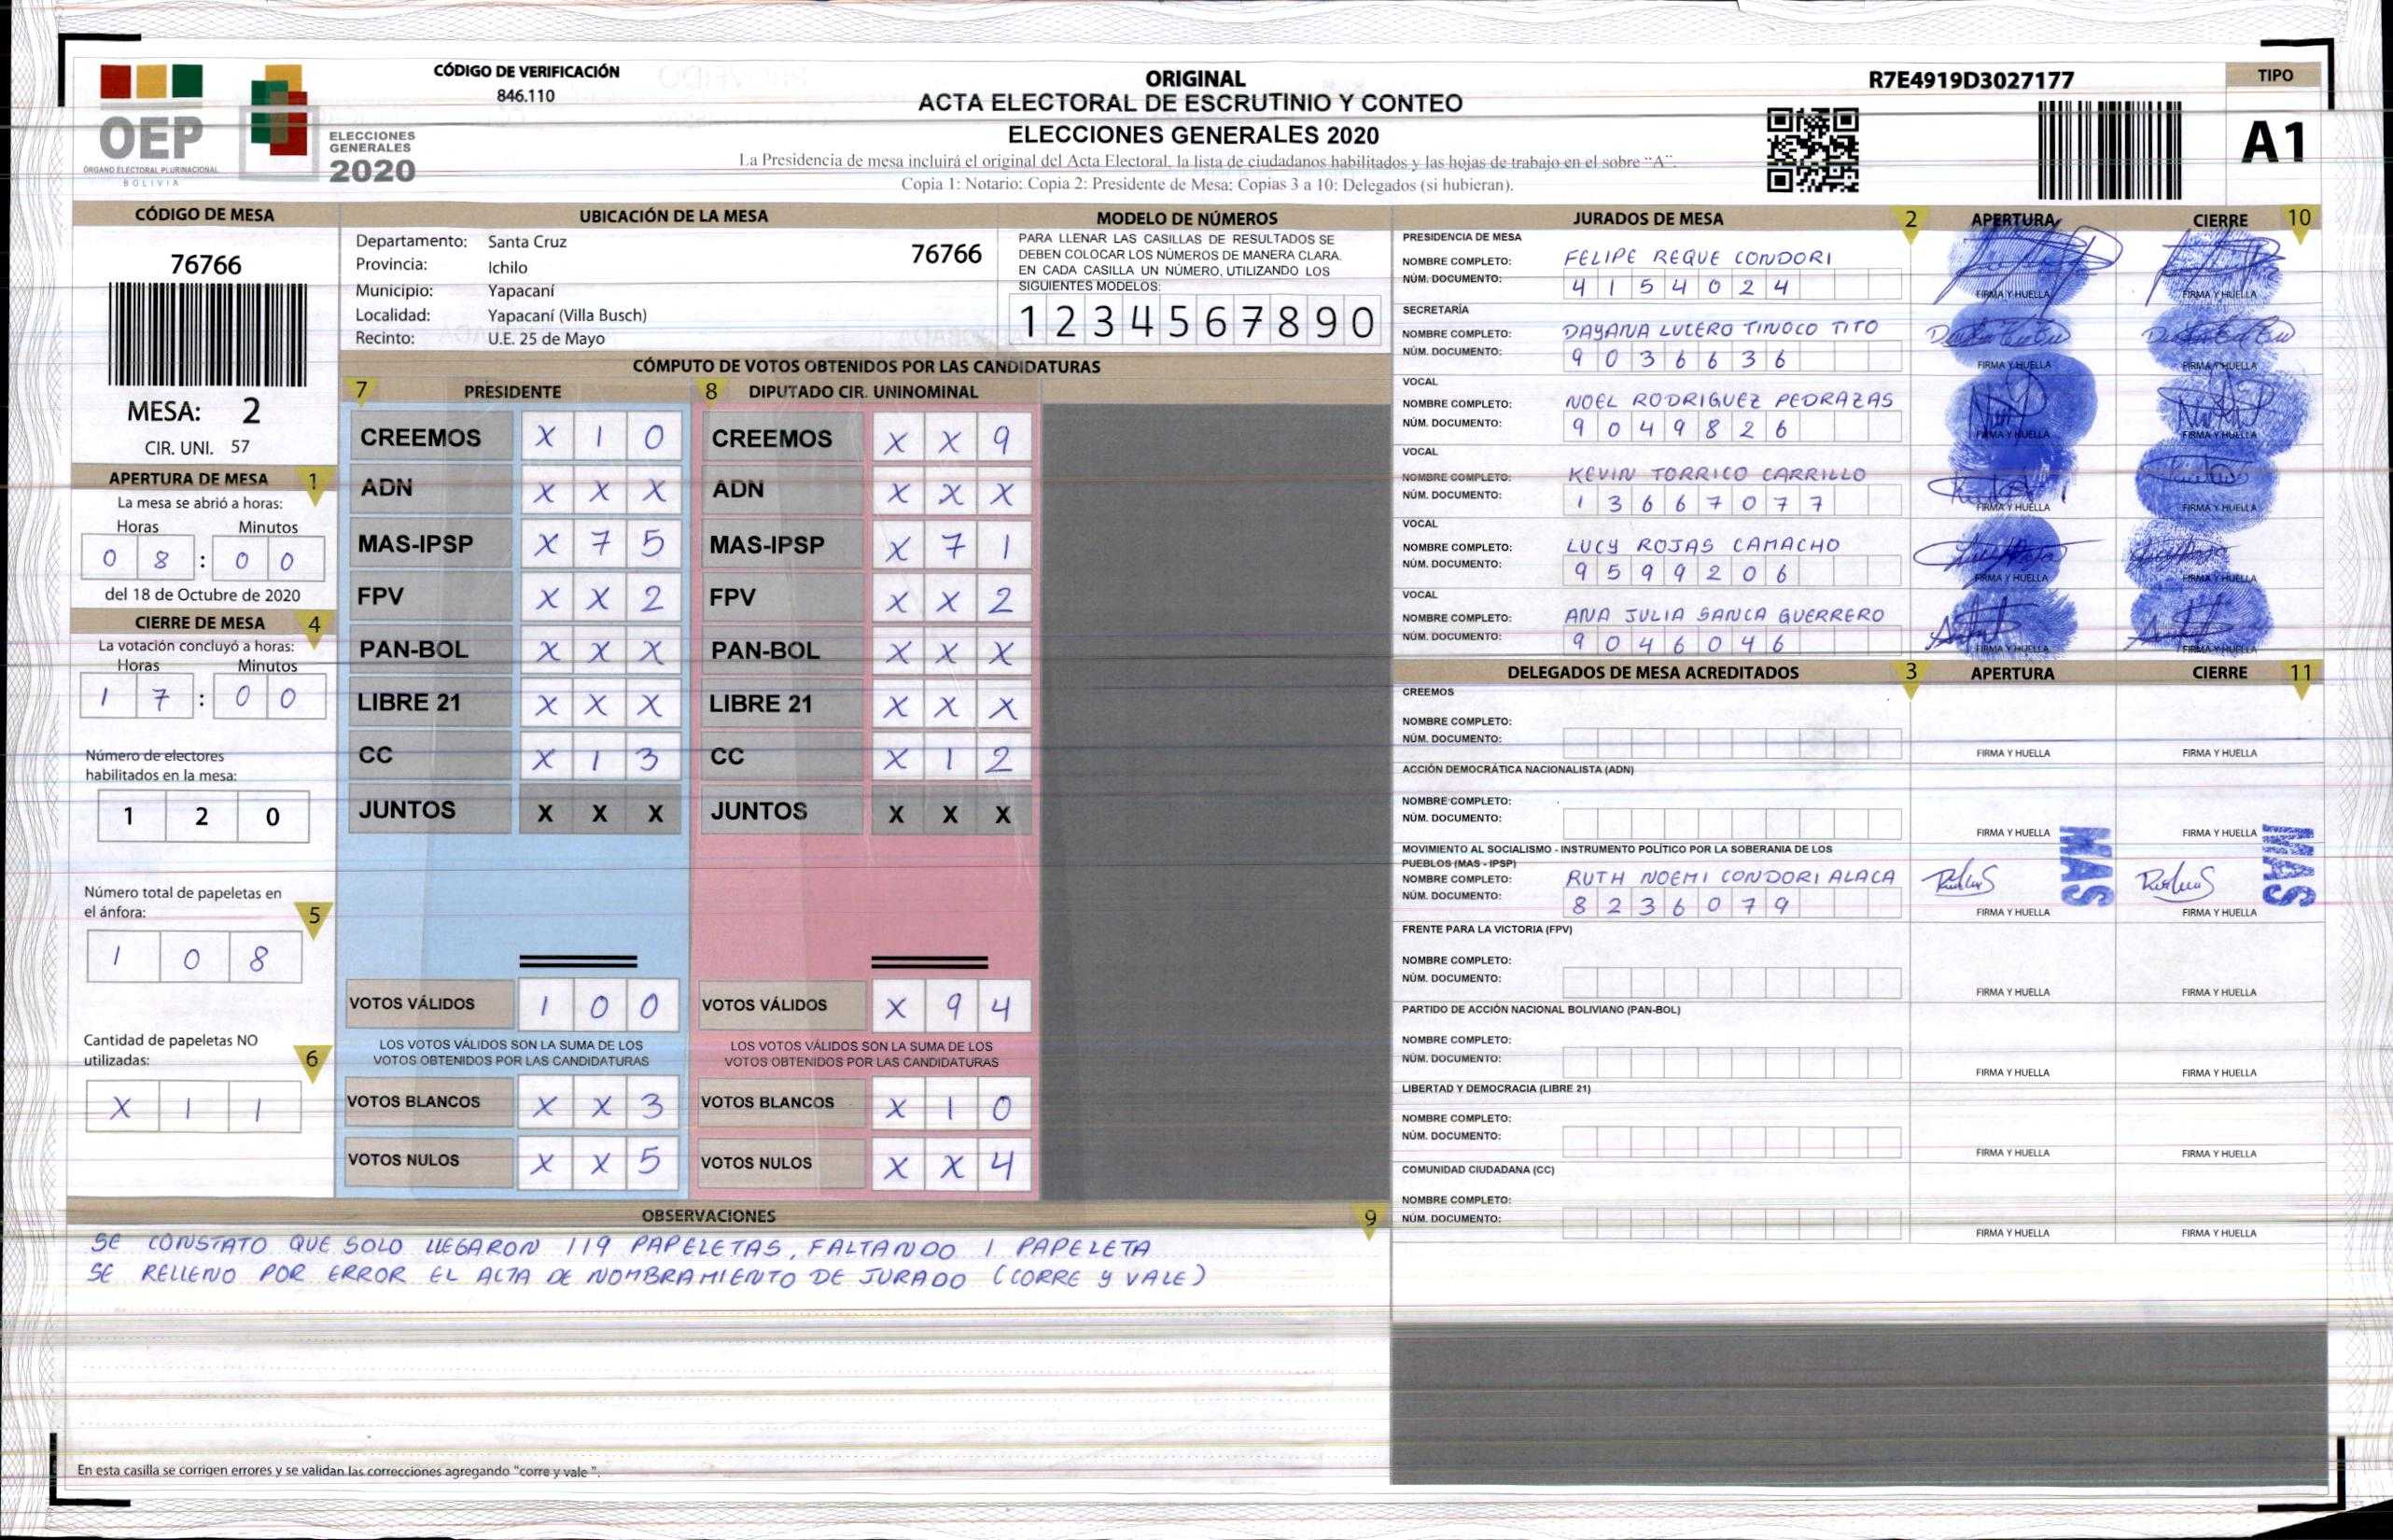 CÓDIGO DE VERIFICACIÓN
846.110
OEP
ÓRGANO ELECTORAL PLURINACIONAL
BOLIVIA
ELECCIONES
GENERALES
2020
ORIGINAL
ACTA ELECTORAL DE ESCRUTINIO Y CONTEO
ELECCIONES GENERALES 2020
La Presidencia de mesa incluirá el original del Acta Electoral, la lista de ciudadanos habilitados y las hojas de trabajo en el sobre "A".
Copia 1: Notario; Copia 2: Presidente de Mesa; Copias 3 a 10: Delegados (si hubieran).
R7E4919D3027177
TIPO
A1
CÓDIGO DE MESA
76766
MESA: 2
CIR. UNI. 57
APERTURA DE MESA 1
La mesa se abrió a horas:
Horas Minutos
0 8 : 0 0
del 18 de Octubre de 2020
CIERRE DE MESA 4
La votación concluyó a horas:
Horas Minutos
1 7 : 0 0
Número de electores
habilitados en la mesa:
1 2 0
Número total de papeletas en
el ánfora: 5
1 0 8
Cantidad de papeletas NO
utilizadas: 6
X 1 1
UBICACIÓN DE LA MESA
Departamento: Santa Cruz 76766
Provincia: Ichilo
Municipio: Yapacaní
Localidad: Yapacaní (Villa Busch)
Recinto: U.E. 25 de Mayo
MODELO DE NÚMEROS
PARA LLENAR LAS CASILLAS DE RESULTADOS SE
DEBEN COLOCAR LOS NÚMEROS DE MANERA CLARA.
EN CADA CASILLA UN NÚMERO, UTILIZANDO LOS
SIGUIENTES MODELOS:
1 2 3 4 5 6 7 8 9 0
CÓMPUTO DE VOTOS OBTENIDOS POR LAS CANDIDATURAS
7 PRESIDENTE 8 DIPUTADO CIR. UNINOMINAL
CREEMOS X 1 0 CREEMOS X X 9
ADN X X X ADN X X X
MAS-IPSP X 7 5 MAS-IPSP X 7 1
FPV X X 2 FPV X X 2
PAN-BOL X X X PAN-BOL X X X
LIBRE 21 X X X LIBRE 21 X X X
CC X 1 3 CC X 1 2
JUNTOS X X X JUNTOS X X X
VOTOS VÁLIDOS 1 0 0 VOTOS VÁLIDOS X 9 4
LOS VOTOS VÁLIDOS SON LA SUMA DE LOS LOS VOTOS VÁLIDOS SON LA SUMA DE LOS
VOTOS OBTENIDOS POR LAS CANDIDATURAS VOTOS OBTENIDOS POR LAS CANDIDATURAS
VOTOS BLANCOS X X 3 VOTOS BLANCOS X 1 0
VOTOS NULOS X X 5 VOTOS NULOS X X 4
OBSERVACIONES 9
SE CONSTATO QUE SOLO LLEGARON 119 PAPELETAS, FALTANDO 1 PAPELETA
SE RELLENO POR ERROR EL ALTA DE NOMBRAMIENTO DE JURADO (CORRE Y VALE)
En esta casilla se corrigen errores y se validan las correcciones agregando "corre y vale".
JURADOS DE MESA 2 APERTURA CIERRE 10
PRESIDENCIA DE MESA
NOMBRE COMPLETO: FELIPE REQUE CONDORI
NÚM. DOCUMENTO: 4 1 5 4 0 2 4
FIRMA Y HUELLA FIRMA Y HUELLA
SECRETARÍA
NOMBRE COMPLETO: DAYANA LUCERO TINOCO TITO
NÚM. DOCUMENTO: 9 0 3 6 6 3 6
FIRMA Y HUELLA FIRMA Y HUELLA
VOCAL
NOMBRE COMPLETO: NOEL RODRIGUEZ PEDRAZAS
NÚM. DOCUMENTO: 9 0 4 9 8 2 6
FIRMA Y HUELLA FIRMA Y HUELLA
VOCAL
NOMBRE COMPLETO: KEVIN TORRICO CARRILLO
NÚM. DOCUMENTO: 1 3 6 6 7 0 7 7
FIRMA Y HUELLA FIRMA Y HUELLA
VOCAL
NOMBRE COMPLETO: LUCY ROJAS CAMACHO
NÚM. DOCUMENTO: 9 5 9 9 2 0 6
FIRMA Y HUELLA FIRMA Y HUELLA
VOCAL
NOMBRE COMPLETO: ANA JULIA SANCA GUERRERO
NÚM. DOCUMENTO: 9 0 4 6 0 4 6
FIRMA Y HUELLA FIRMA Y HUELLA
DELEGADOS DE MESA ACREDITADOS 3 APERTURA CIERRE 11
CREEMOS
NOMBRE COMPLETO:
NÚM. DOCUMENTO:
FIRMA Y HUELLA FIRMA Y HUELLA
ACCIÓN DEMOCRÁTICA NACIONALISTA (ADN)
NOMBRE COMPLETO:
NÚM. DOCUMENTO:
FIRMA Y HUELLA FIRMA Y HUELLA
MOVIMIENTO AL SOCIALISMO - INSTRUMENTO POLÍTICO POR LA SOBERANIA DE LOS
PUEBLOS (MAS - IPSP)
NOMBRE COMPLETO: RUTH NOEMI CONDORI ALACA
NÚM. DOCUMENTO: 8 2 3 6 0 7 9
MAS MAS
FIRMA Y HUELLA FIRMA Y HUELLA
FRENTE PARA LA VICTORIA (FPV)
NOMBRE COMPLETO:
NÚM. DOCUMENTO:
FIRMA Y HUELLA FIRMA Y HUELLA
PARTIDO DE ACCIÓN NACIONAL BOLIVIANO (PAN-BOL)
NOMBRE COMPLETO:
NÚM. DOCUMENTO:
FIRMA Y HUELLA FIRMA Y HUELLA
LIBERTAD Y DEMOCRACIA (LIBRE 21)
NOMBRE COMPLETO:
NÚM. DOCUMENTO:
FIRMA Y HUELLA FIRMA Y HUELLA
COMUNIDAD CIUDADANA (CC)
NOMBRE COMPLETO:
NÚM. DOCUMENTO:
FIRMA Y HUELLA FIRMA Y HUELLA